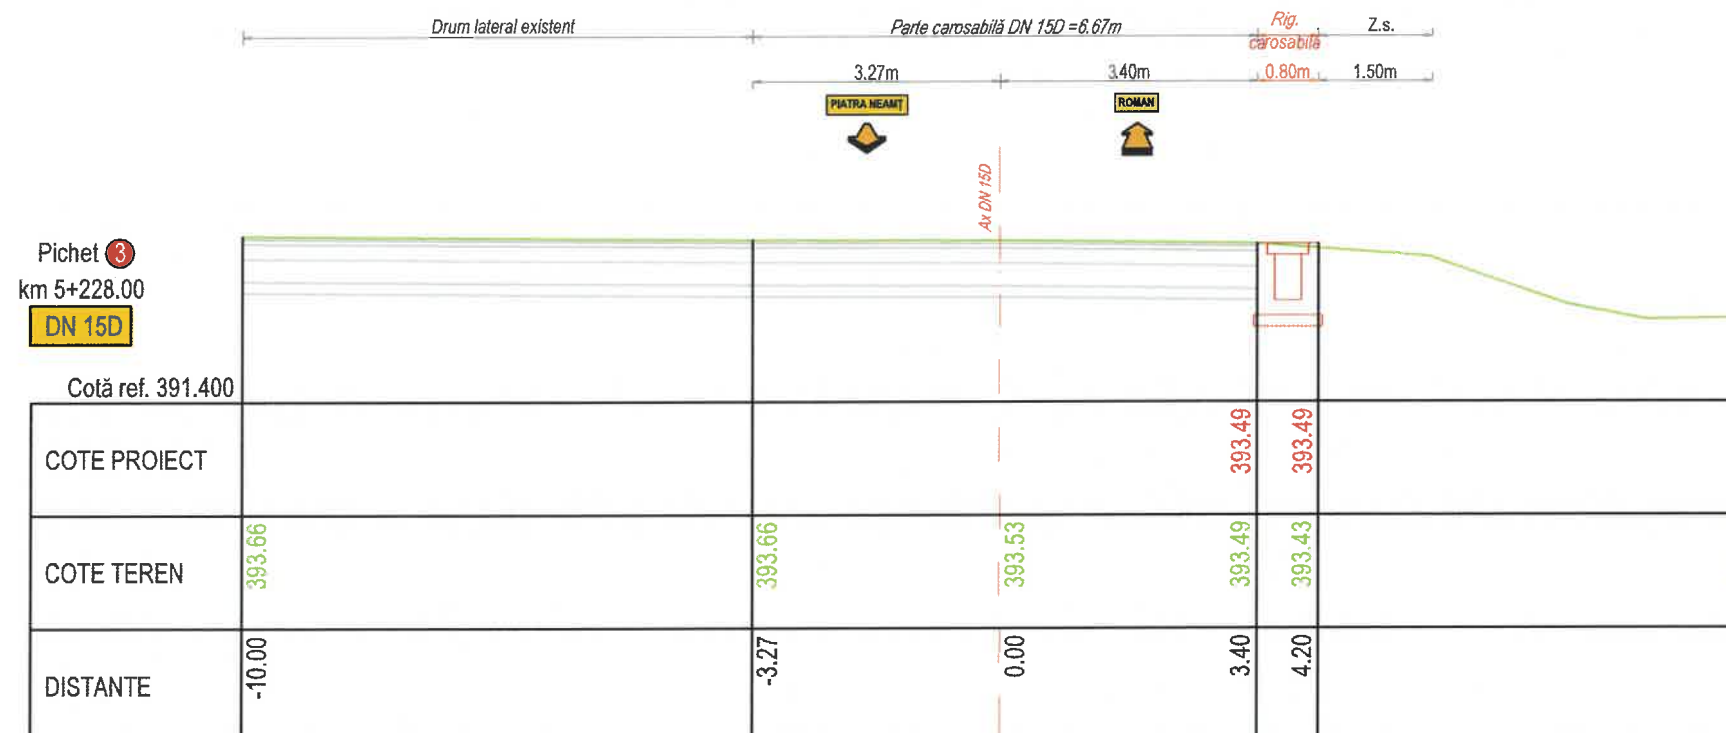 Drum lateral existent
Parte carosabilă DN 15D =6.67m
Rig.
carosabilă
Z.s.
3.27m
3.40m
0.80m
1.50m
PIATRA NEAMȚ
ROMAN
Ax DN 15D
Pichet 3
km 5+228.00
DN 15D
Cotă ref. 391.400
COTE PROIECT
393.49
393.49
COTE TEREN
393.66
393.66
393.53
393.49
393.43
DISTANTE
-10.00
-3.27
0.00
3.40
4.20